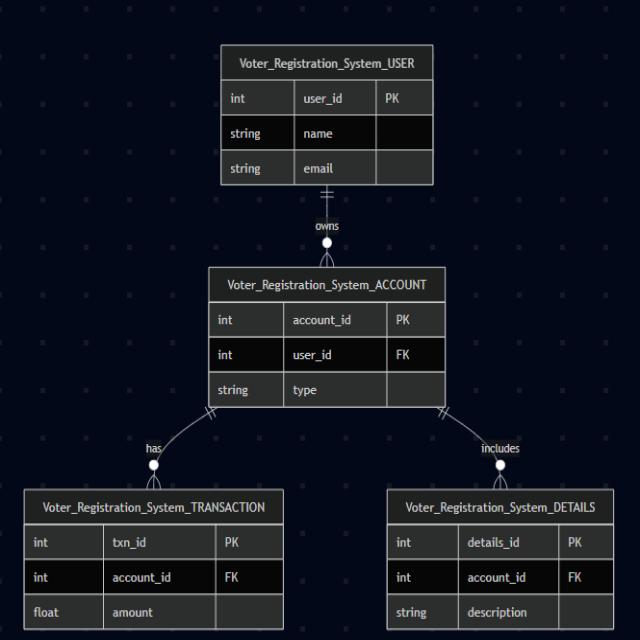 Voter_Registration_System_USER
int user_id PK
string name
string email
owns
Voter_Registration_System_ACCOUNT
int account_id PK
int user_id FK
string type
has
includes
Voter_Registration_System_TRANSACTION
int txn_id PK
int account_id FK
float amount
Voter_Registration_System_DETAILS
int details_id PK
int account_id FK
string description